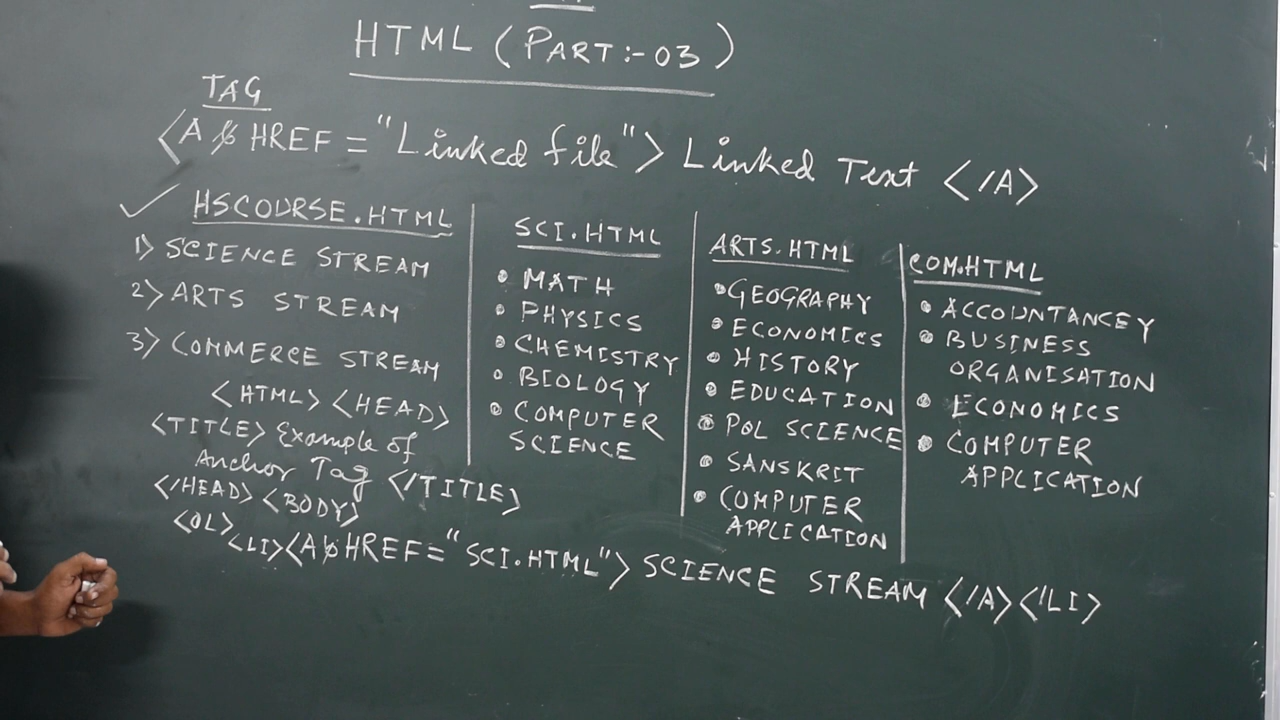 HTML (PART:-03)
TAG
<A ␢ HREF = "Linked file"> Linked Text </A>
HSCOURSE.HTML
1> SCIENCE STREAM
2> ARTS STREAM
3> COMMERCE STREAM
<HTML> <HEAD>
<TITLE> Example of
Anchor Tag </TITLE>
</HEAD> <BODY>
<OL>
<LI><A ␢ HREF="SCI.HTML"> SCIENCE STREAM </A></LI>
SCI.HTML
• MATH
• PHYSICS
• CHEMISTRY
• BIOLOGY
• COMPUTER
SCIENCE
ARTS.HTML
• GEOGRAPHY
• ECONOMICS
• HISTORY
• EDUCATION
• POL SCIENCE
• SANSKRIT
• COMPUTER
APPLICATION
COM.HTML
• ACCOUNTANCEY
• BUSINESS
ORGANISATION
• ECONOMICS
• COMPUTER
APPLICATION